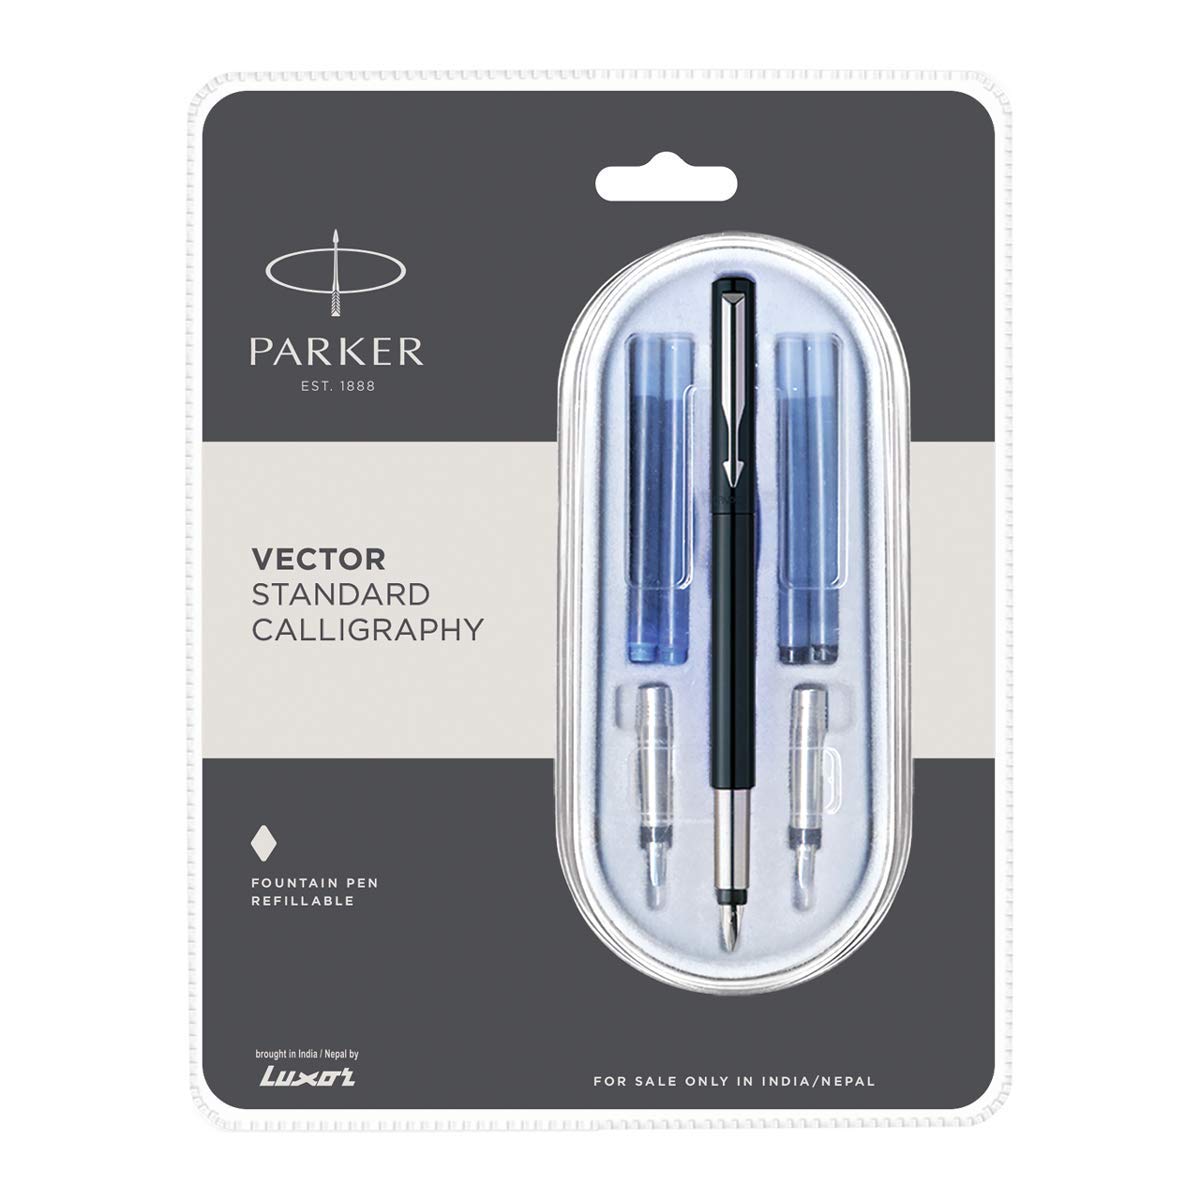 PARKER
EST. 1888
VECTOR
STANDARD
CALLIGRAPHY
FOUNTAIN PEN
REFILLABLE
brought in India / Nepal by
Luxor
FOR SALE ONLY IN INDIA/NEPAL